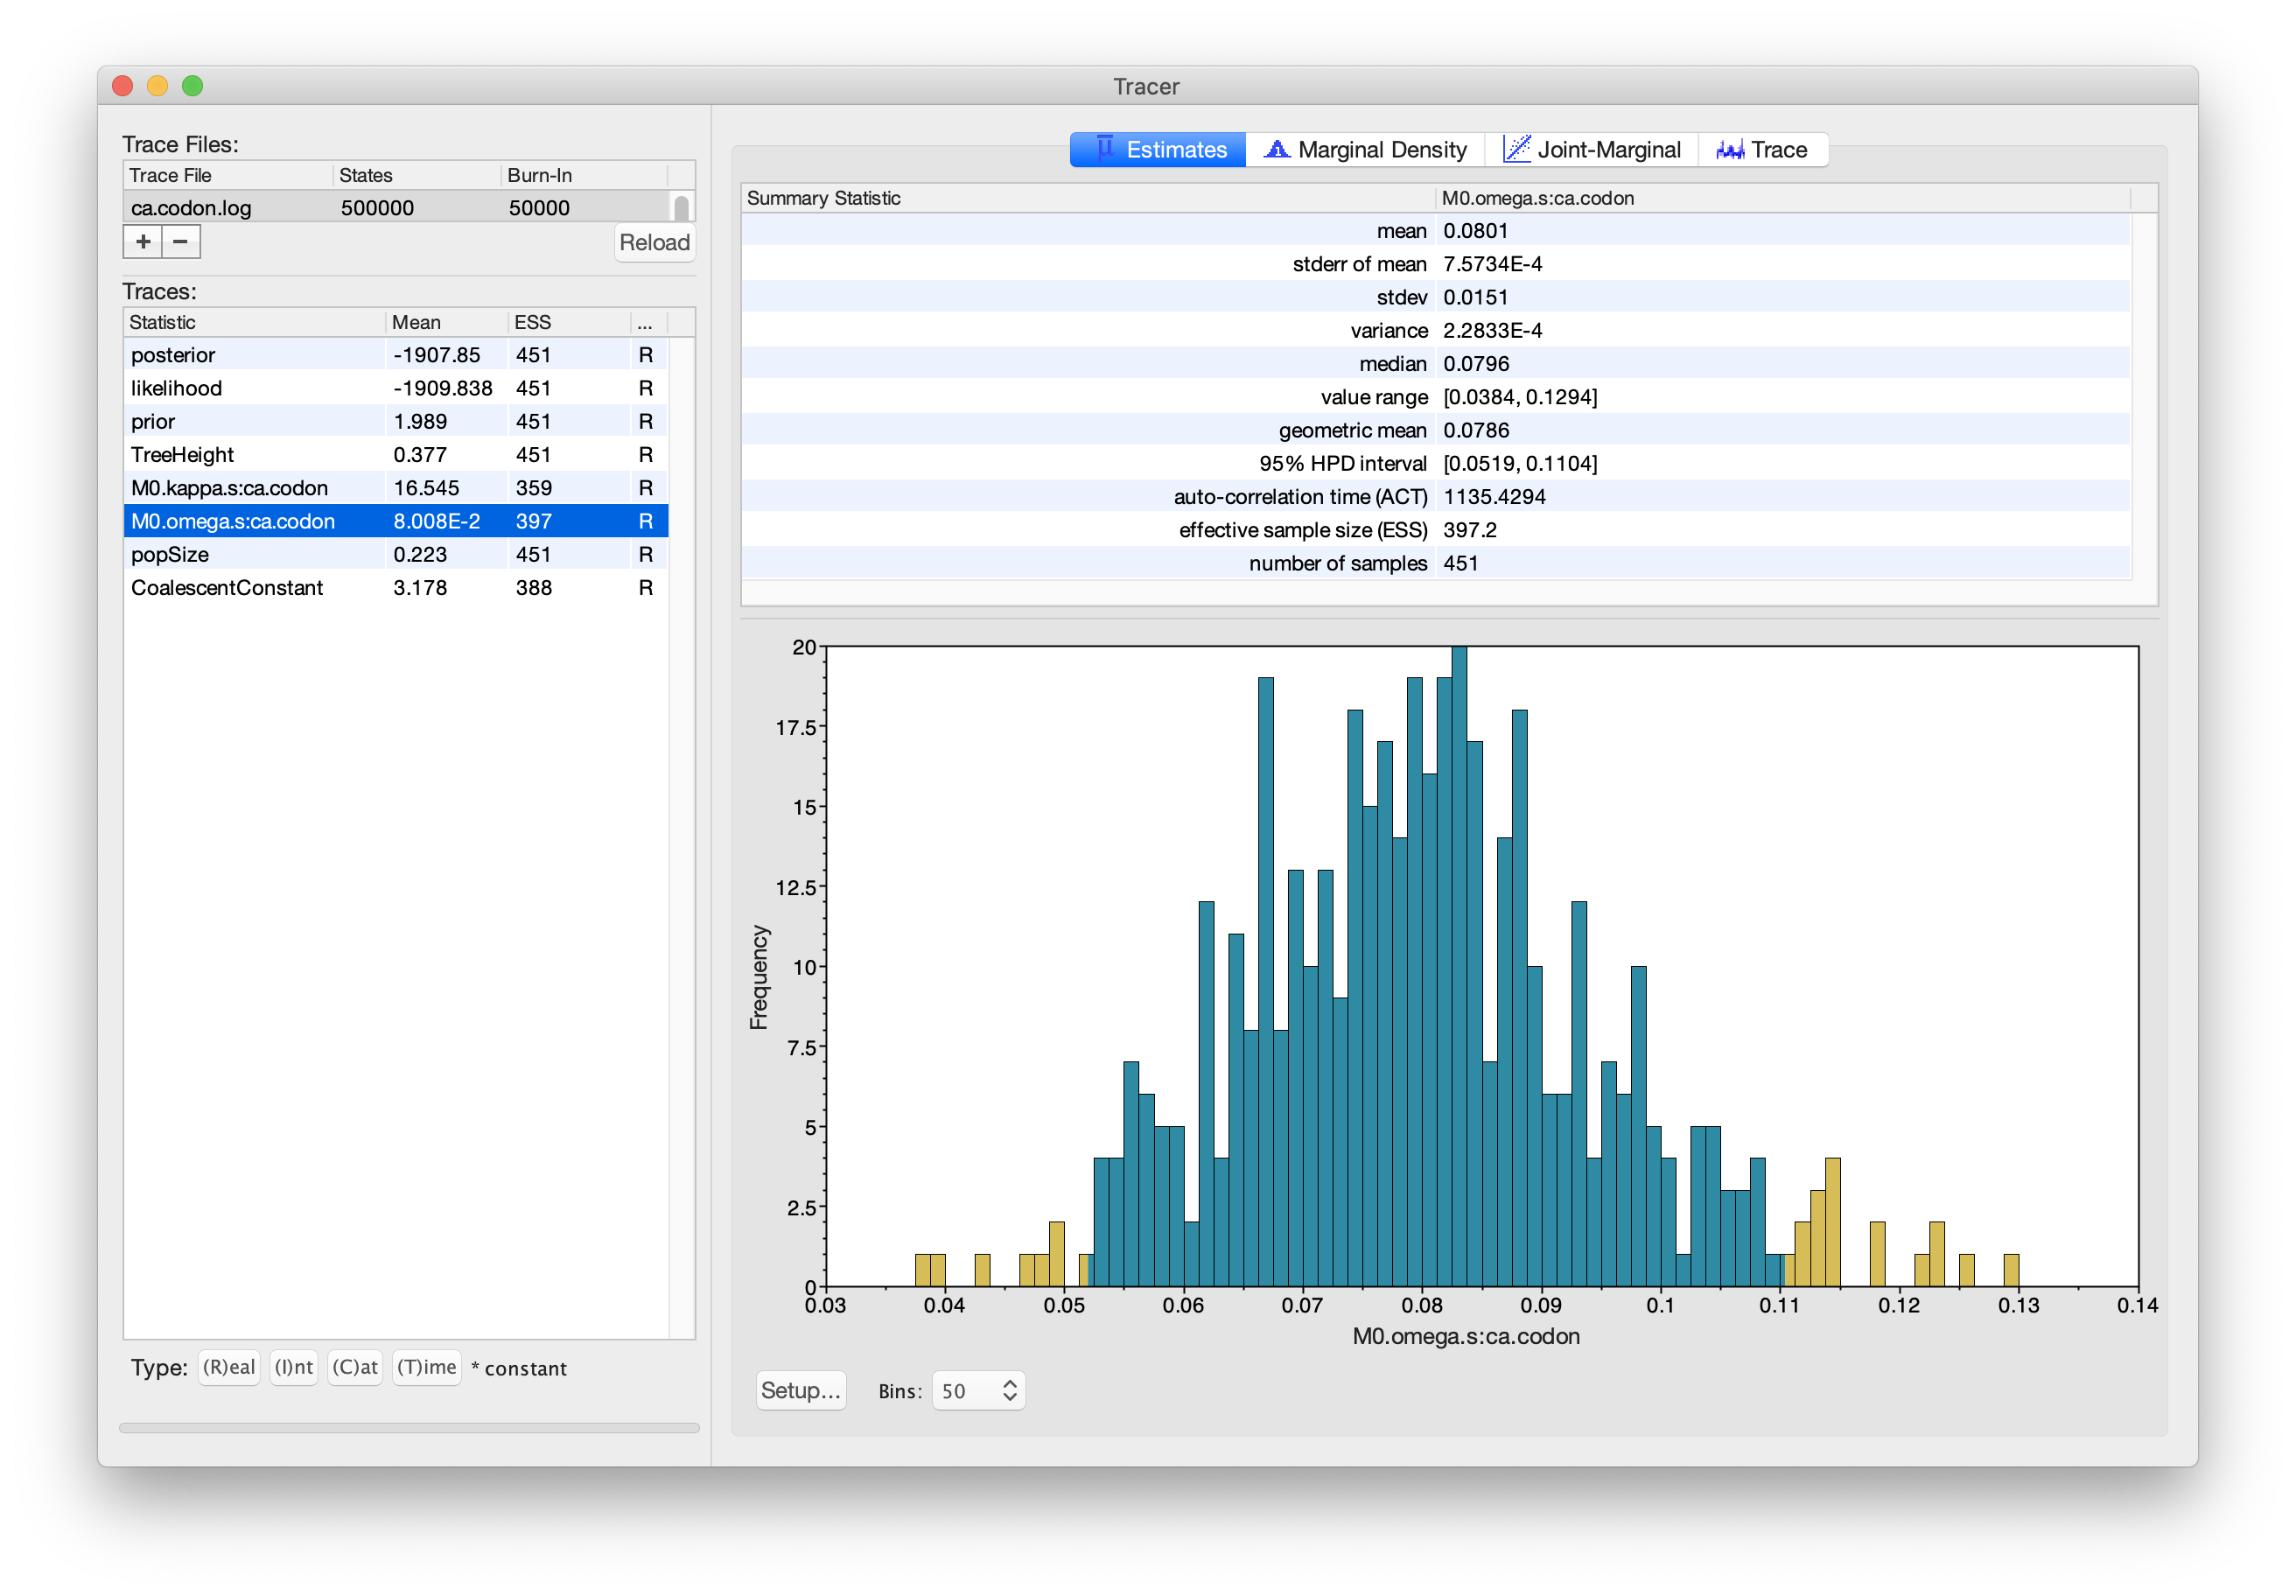 Tracer
Trace Files:
Trace File States Burn-In
ca.codon.log 500000 50000
+ − Reload
Traces:
Statistic Mean ESS ...
posterior -1907.85 451 R
likelihood -1909.838 451 R
prior 1.989 451 R
TreeHeight 0.377 451 R
M0.kappa.s:ca.codon 16.545 359 R
M0.omega.s:ca.codon 8.008E-2 397 R
popSize 0.223 451 R
CoalescentConstant 3.178 388 R
Type: (R)eal (I)nt (C)at (T)ime * constant
μ Estimates Marginal Density Joint-Marginal Trace
Summary Statistic M0.omega.s:ca.codon
mean 0.0801
stderr of mean 7.5734E-4
stdev 0.0151
variance 2.2833E-4
median 0.0796
value range [0.0384, 0.1294]
geometric mean 0.0786
95% HPD interval [0.0519, 0.1104]
auto-correlation time (ACT) 1135.4294
effective sample size (ESS) 397.2
number of samples 451
20
17.5
15
12.5
10
7.5
5
2.5
0
Frequency
0.03 0.04 0.05 0.06 0.07 0.08 0.09 0.1 0.11 0.12 0.13 0.14
M0.omega.s:ca.codon
Setup... Bins: 50